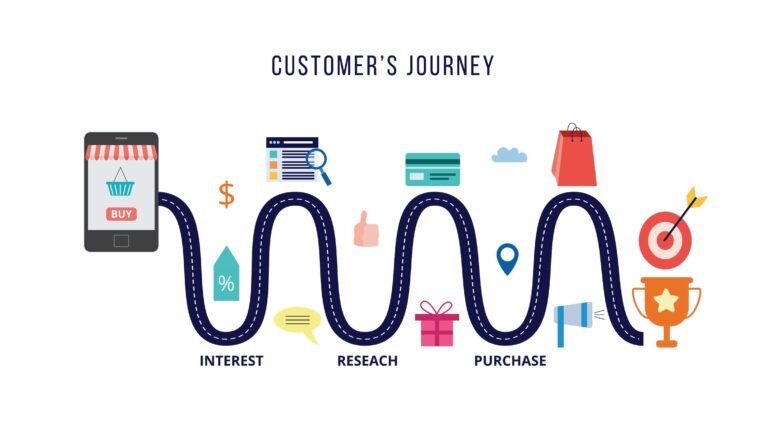 CUSTOMER'S JOURNEY
$
BUY
%
INTEREST
RESEACH
PURCHASE